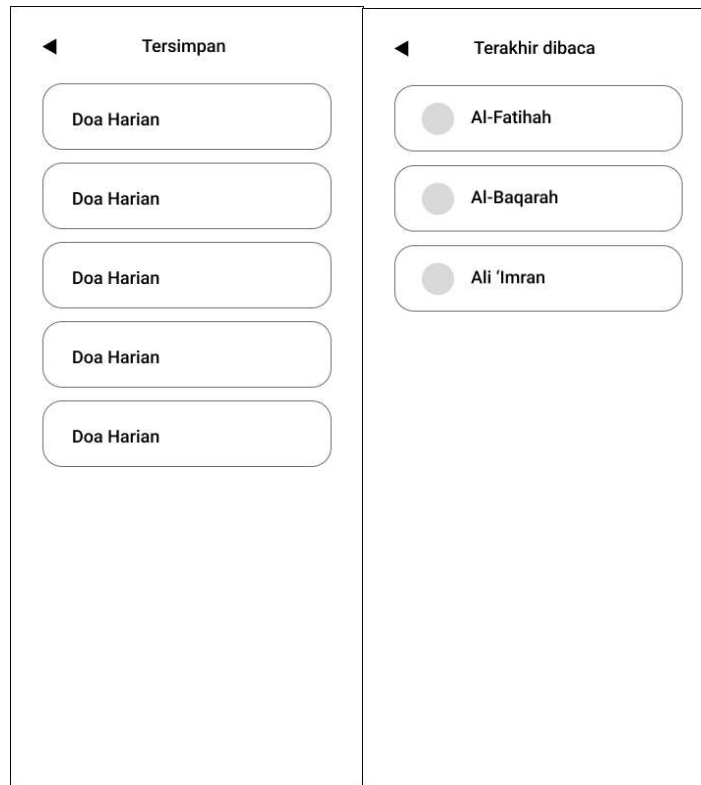 Tersimpan
Doa Harian
Doa Harian
Doa Harian
Doa Harian
Doa Harian
Terakhir dibaca
Al-Fatihah
Al-Baqarah
Ali ‘Imran